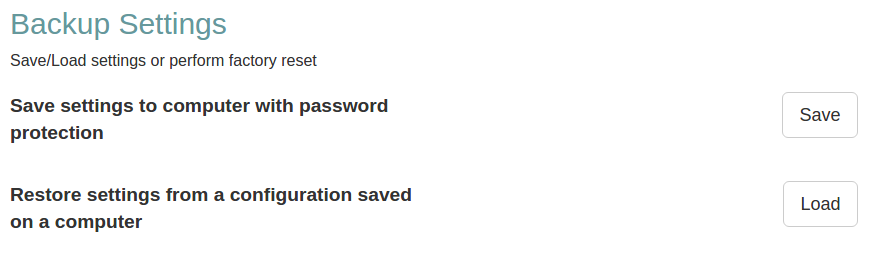 Backup Settings
Save/Load settings or perform factory reset
Save settings to computer with password
protection
Save
Restore settings from a configuration saved
on a computer
Load